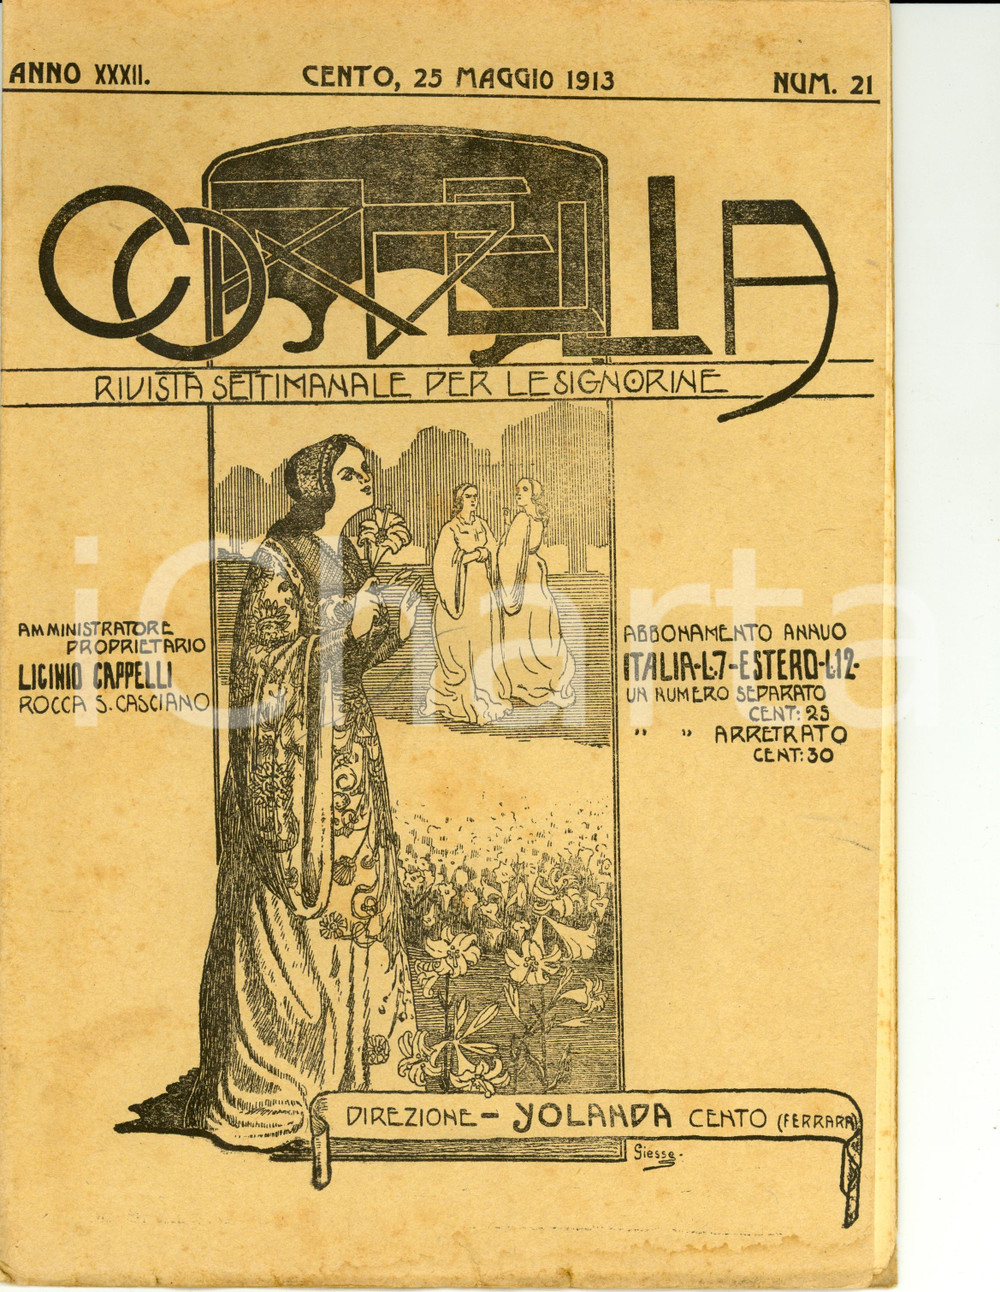 ANNO XXXII.
CENTO, 25 MAGGIO 1913
NUM. 21
CORDELIA
RIVISTA SETTIMANALE PER LE SIGNORINE
AMMINISTRATORE
PROPRIETARIO
LICINIO CAPPELLI
ROCCA S. CASCIANO
ABBONAMENTO ANNUO
ITALIA-L·7-ESTERO-L·12-
UN NUMERO SEPARATO
CENT: 25
" " ARRETRATO
CENT: 30
iCharta
DIREZIONE - YOLANDA CENTO (FERRARA)
Giesse-